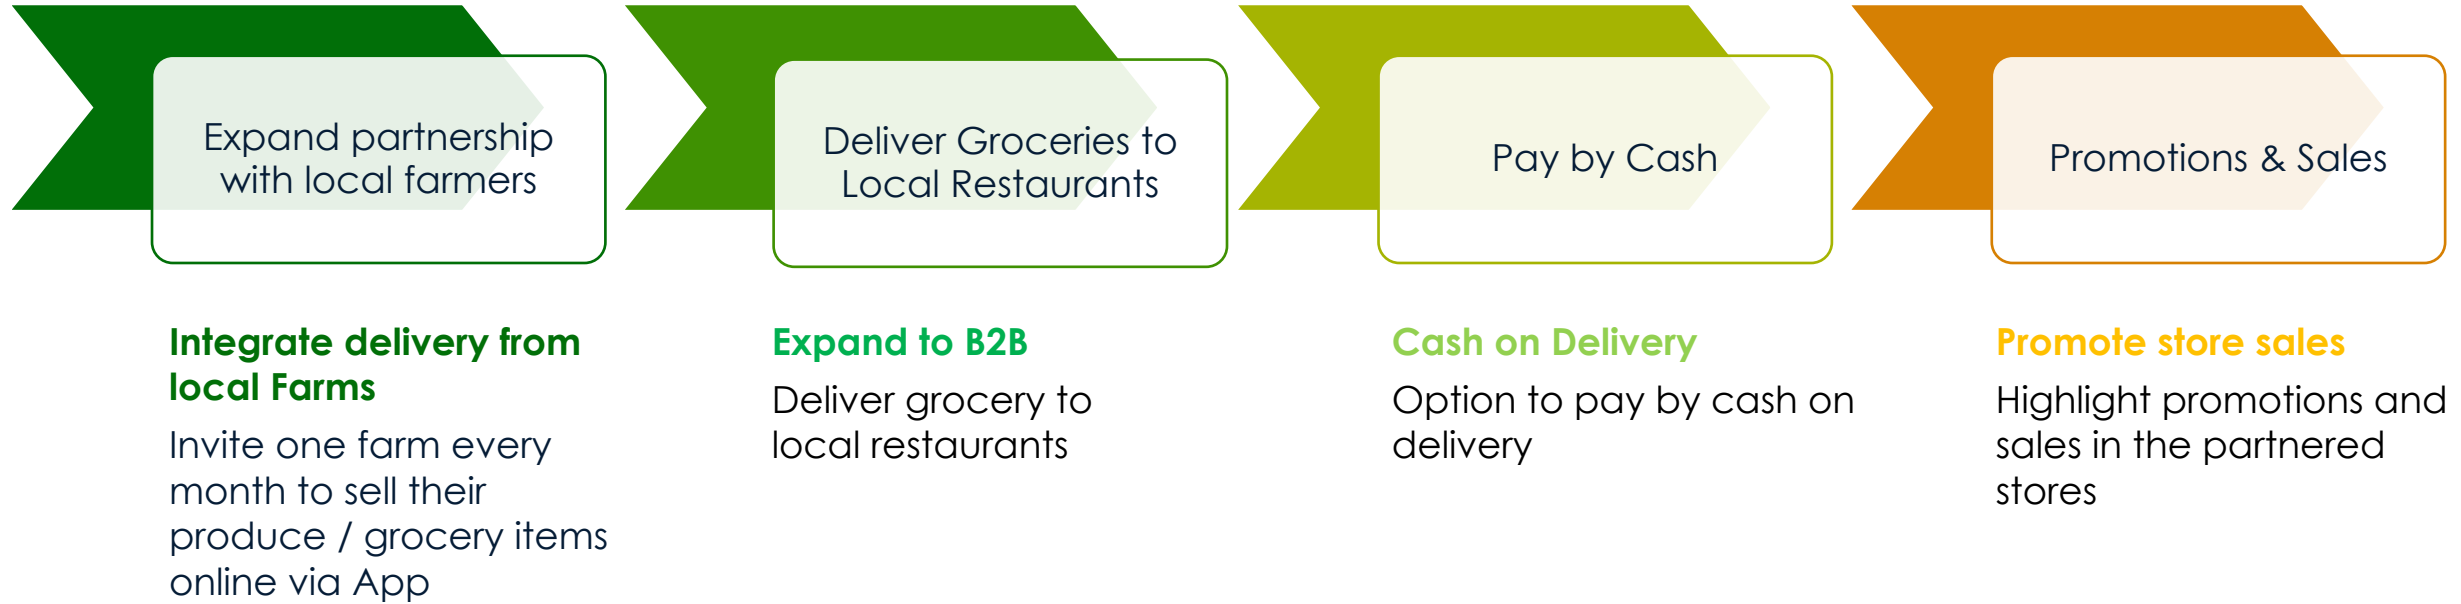 Expand partnership
with local farmers
Deliver Groceries to
Local Restaurants
Pay by Cash
Promotions & Sales
Integrate delivery from
local Farms
Invite one farm every
month to sell their
produce / grocery items
online via App
Expand to B2B
Deliver grocery to
local restaurants
Cash on Delivery
Option to pay by cash on
delivery
Promote store sales
Highlight promotions and
sales in the partnered
stores